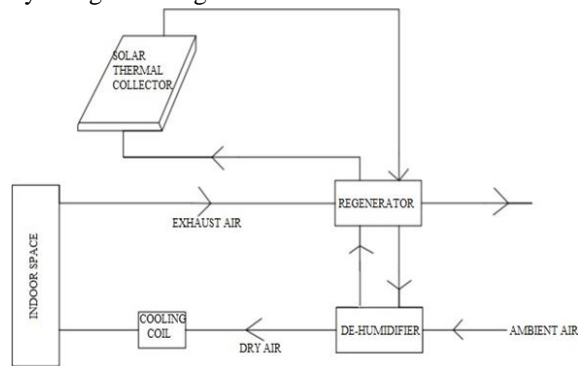 SOLAR
THERMAL
COLLECTOR
REGENERATOR
EXHAUST AIR
INDOOR SPACE
COOLING
COIL
DRY AIR
DE-HUMIDIFIER
AMBIENT AIR